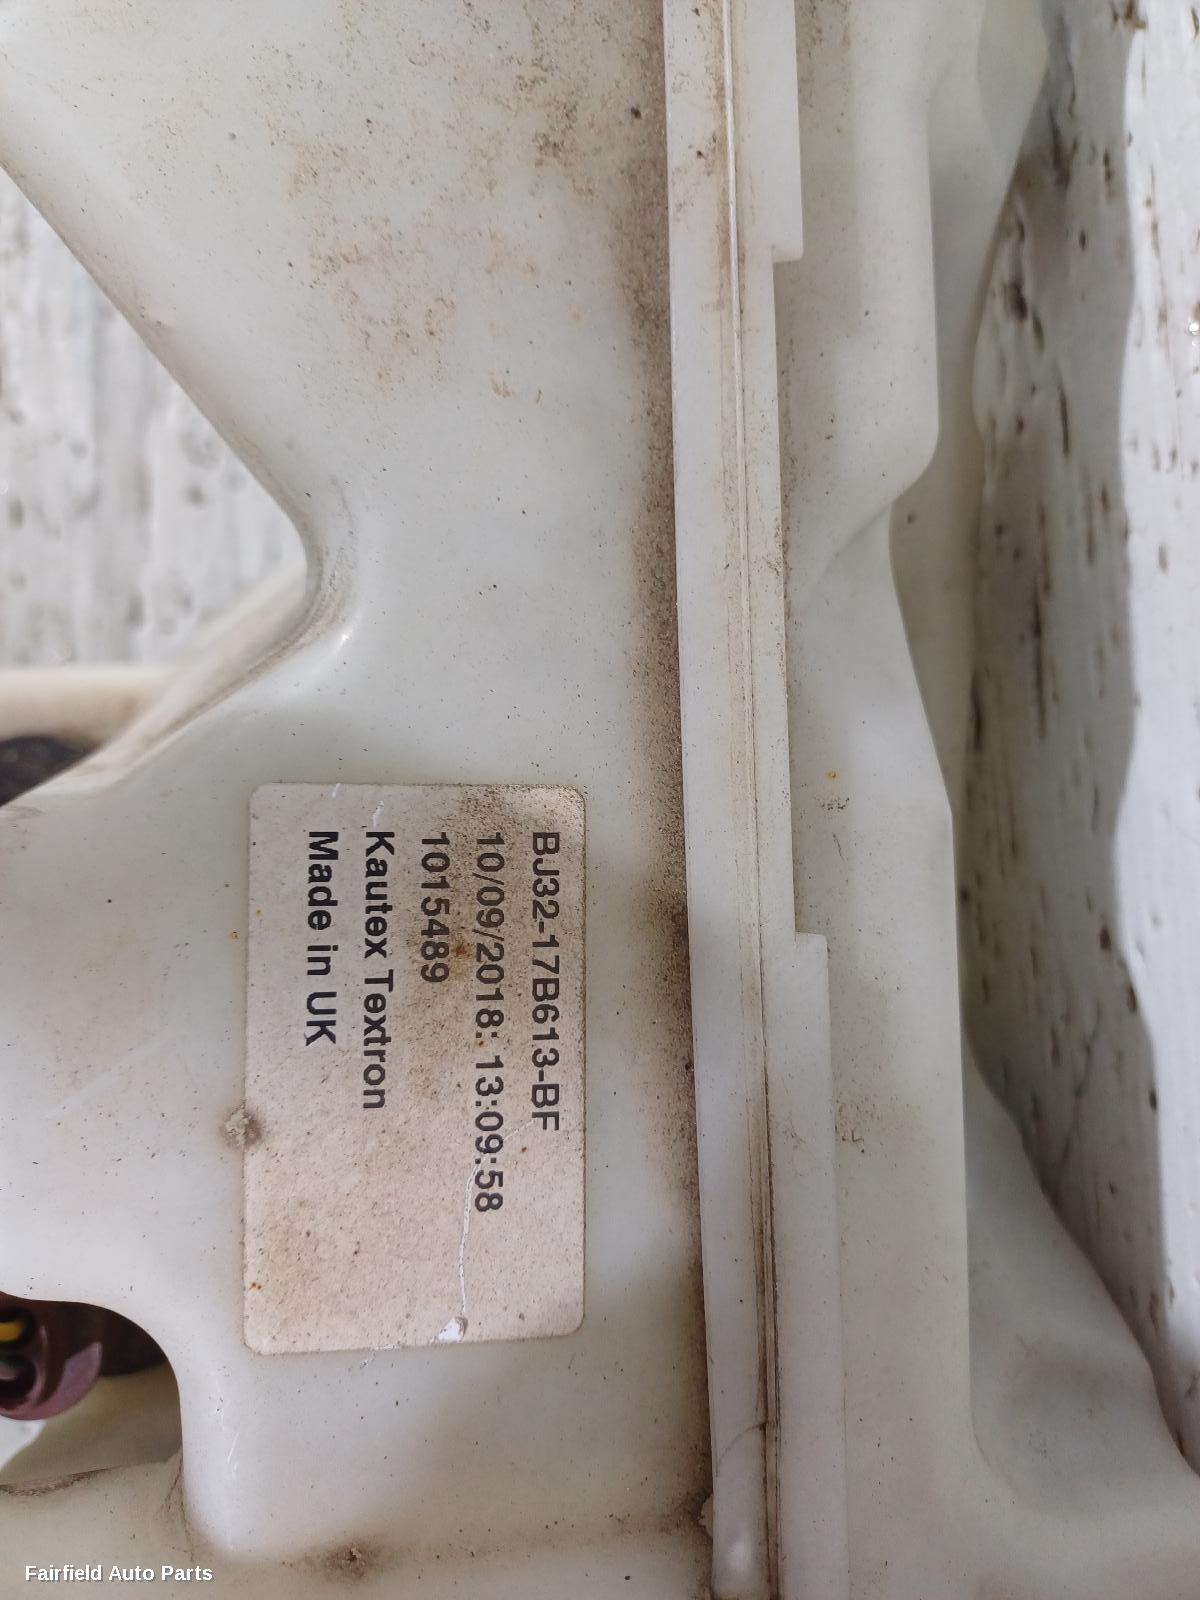 BJ32-17B613-BF
10/09/2018: 13:09:58
1015489
Kautex Textron
Made in UK
Fairfield Auto Parts